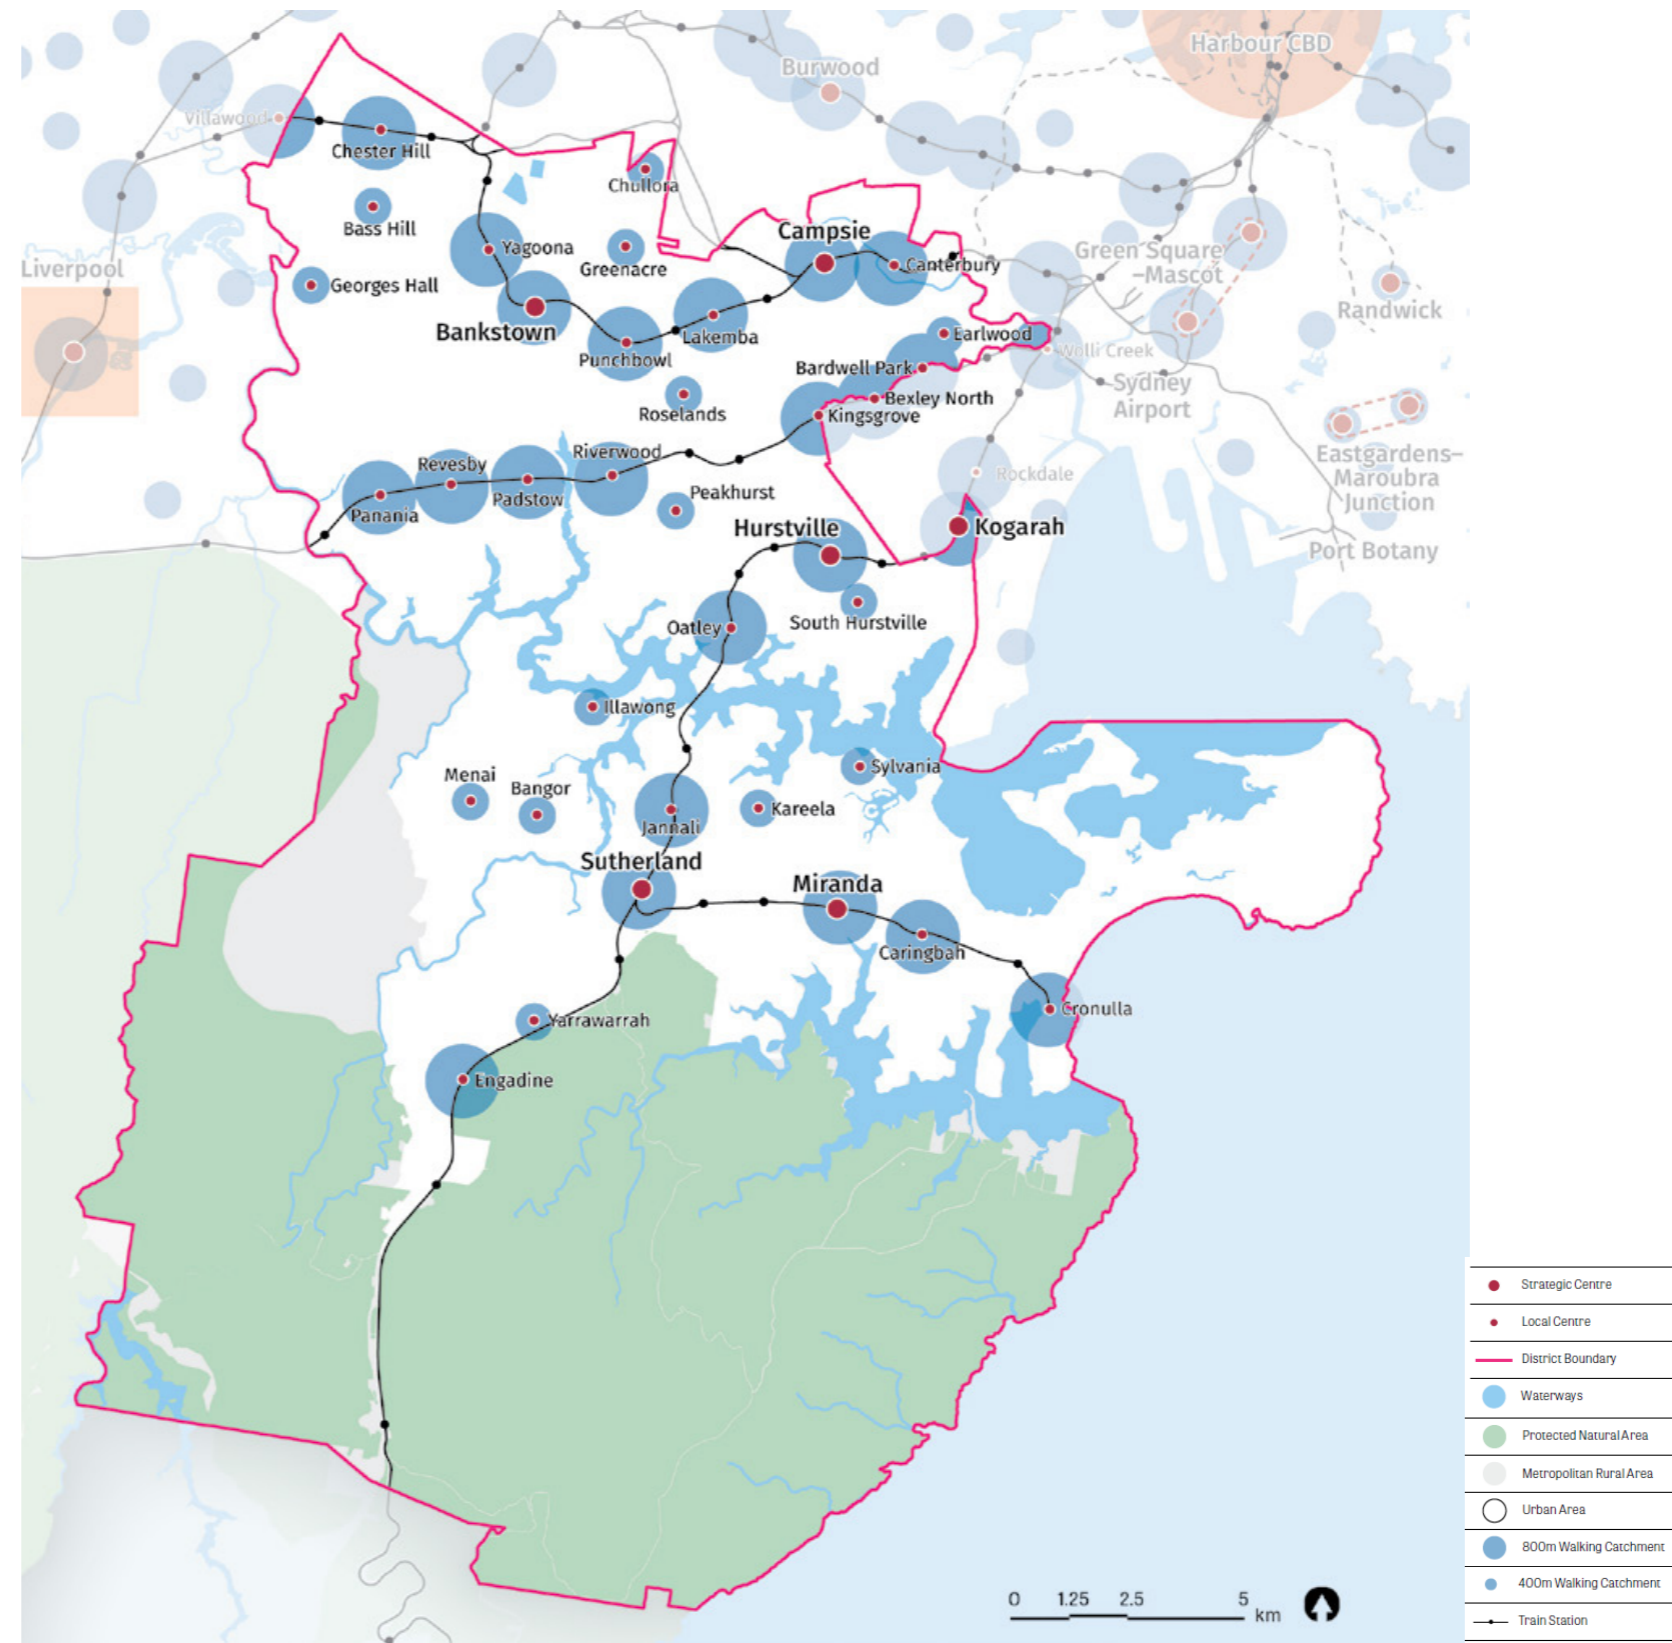 Harbour CBD
Burwood
Villawood
Chester Hill
Chullora
Bass Hill
Campsie
Yagoona
Greenacre
Canterbury
Green Square
–Mascot
Liverpool
Georges Hall
Randwick
Bankstown
Lakemba
Earlwood
Punchbowl
Wolli Creek
Bardwell Park
Sydney
Airport
Roselands
Bexley North
Kingsgrove
Riverwood
Revesby
Eastgardens–
Maroubra
Junction
Rockdale
Padstow
Peakhurst
Panania
Hurstville
Kogarah
Port Botany
South Hurstville
Oatley
Illawong
Sylvania
Menai
Bangor
Kareela
Jannali
Sutherland
Miranda
Caringbah
Cronulla
Yarrawarrah
Engadine
Strategic Centre
Local Centre
District Boundary
Waterways
Protected Natural Area
Metropolitan Rural Area
Urban Area
800m Walking Catchment
400m Walking Catchment
Train Station
0 1.25 2.5 5
km